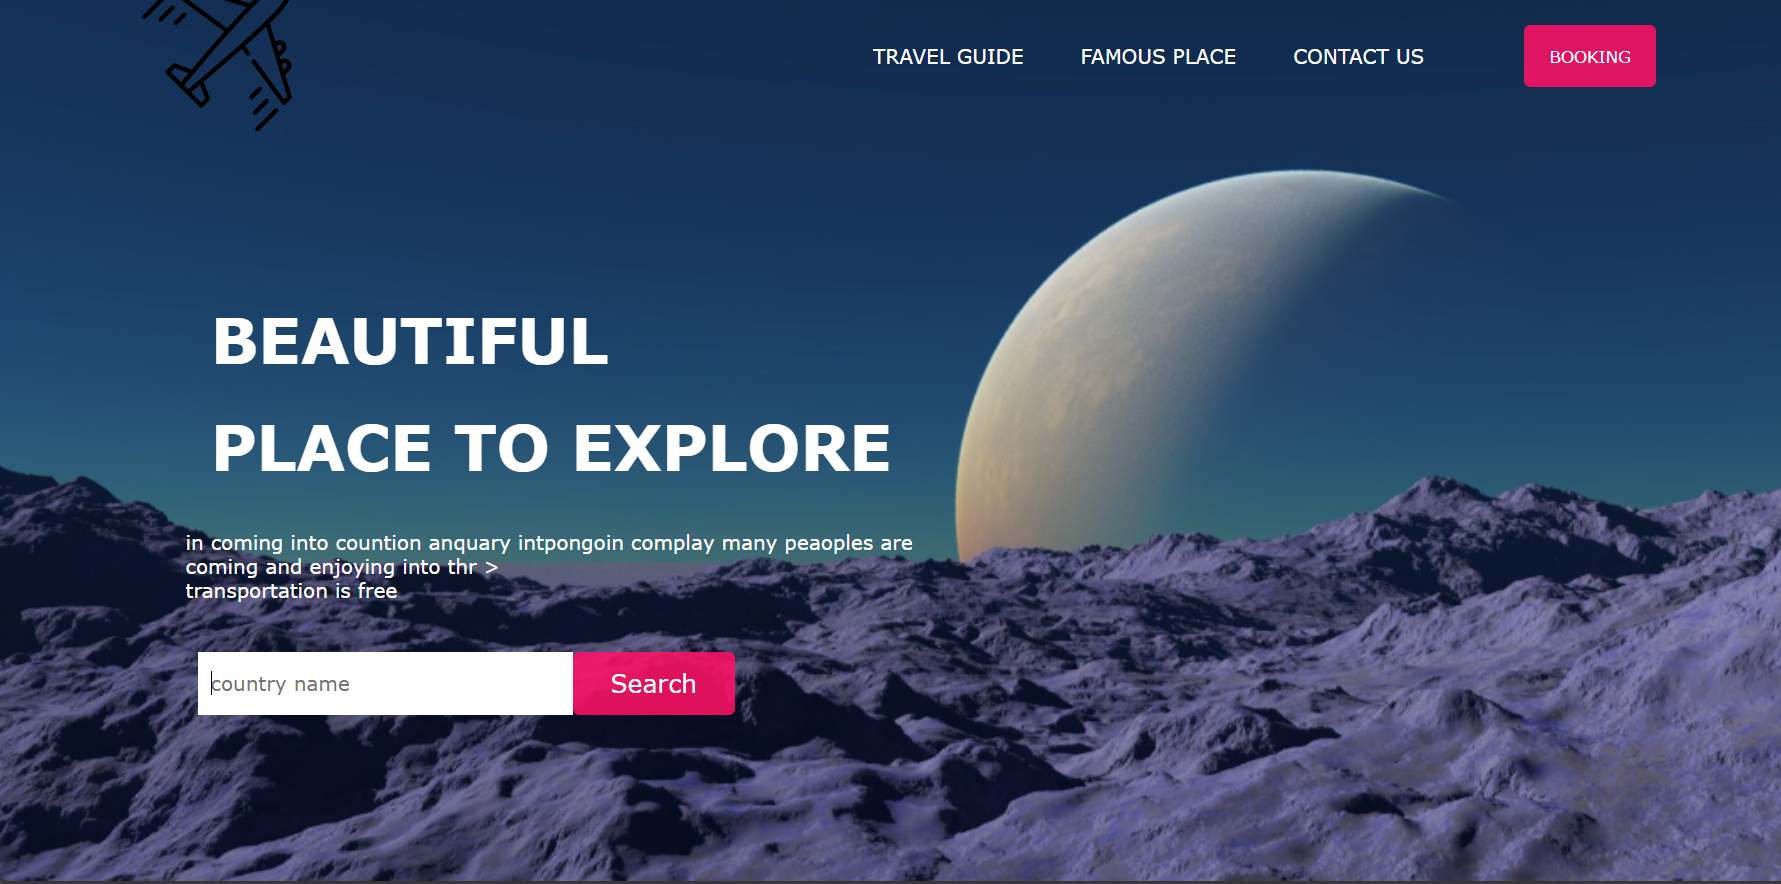 TRAVEL GUIDE FAMOUS PLACE CONTACT US BOOKING
BEAUTIFUL
PLACE TO EXPLORE
in coming into countion anquary intpongoin complay many peaoples are
coming and enjoying into thr >
transportation is free
country name Search